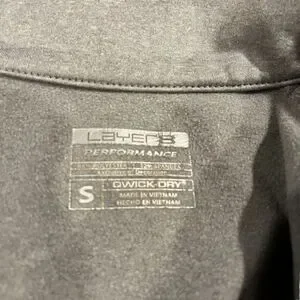 LAYER8
PERFORMANCE
S
QWICK-DRY
MADE IN VIETNAM
HECHO EN VIETNAM